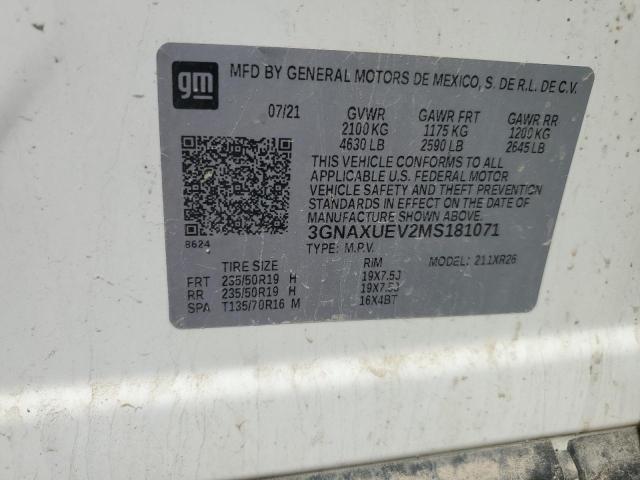 gm
MFD BY GENERAL MOTORS DE MEXICO, S. DE R.L. DE C.V.
07/21 GVWR GAWR FRT GAWR RR
2100 KG 1175 KG 1200 KG
4630 LB 2590 LB 2645 LB
THIS VEHICLE CONFORMS TO ALL
APPLICABLE U.S. FEDERAL MOTOR
VEHICLE SAFETY AND THEFT PREVENTION
STANDARDS IN EFFECT ON THE DATE OF
MANUFACTURE SHOWN ABOVE.
8624
3GNAXUEV2MS181071
TYPE: M.P.V. MODEL: 211XR26
TIRE SIZE RIM
FRT 235/50R19 H 19X7.5J
RR 235/50R19 H 19X7.5J
SPA T135/70R16 M 16X4BT